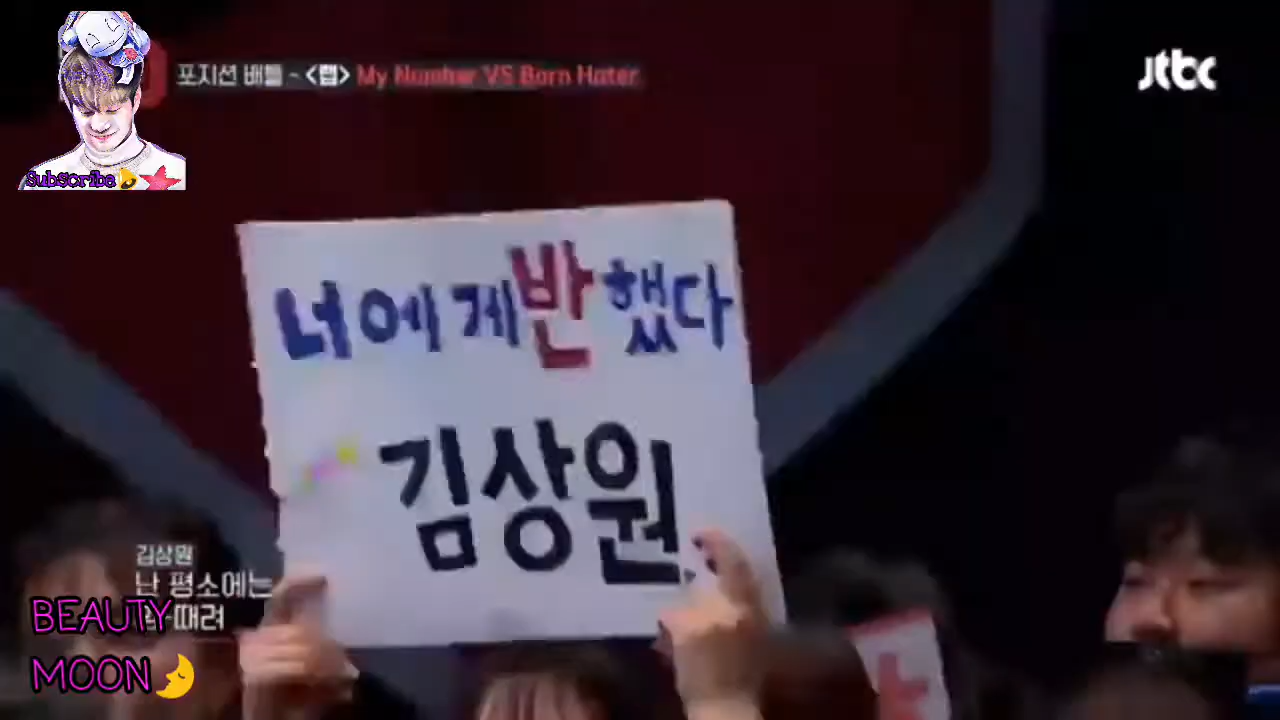 포지션 배틀 - <랩> My Number VS Born Hater
jtbc
Subscribe
너에게반했다
김상원
김상원
난 평소에는
때려
BEAUTY
MOON